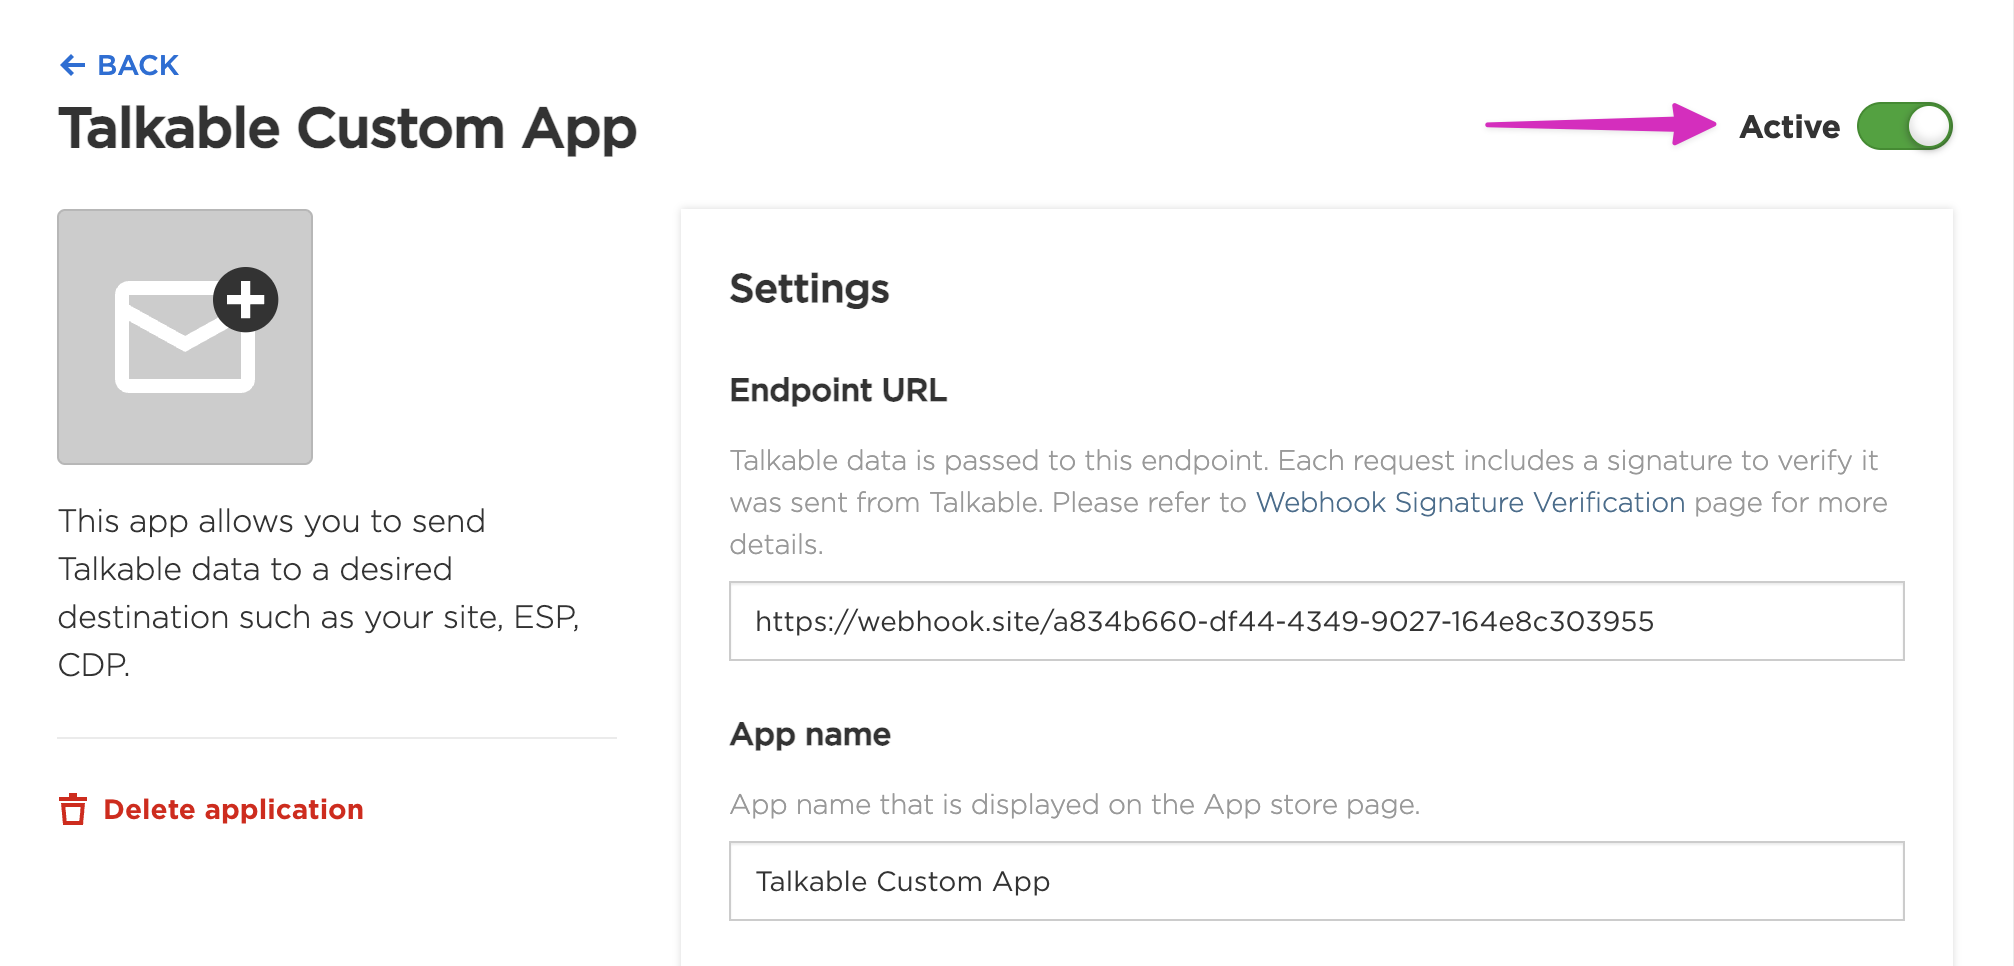 BACK
Talkable Custom App
Active
This app allows you to send
Talkable data to a desired
destination such as your site, ESP,
CDP.
Delete application
Settings
Endpoint URL
Talkable data is passed to this endpoint. Each request includes a signature to verify it
was sent from Talkable. Please refer to Webhook Signature Verification page for more
details.
https://webhook.site/a834b660-df44-4349-9027-164e8c303955
App name
App name that is displayed on the App store page.
Talkable Custom App